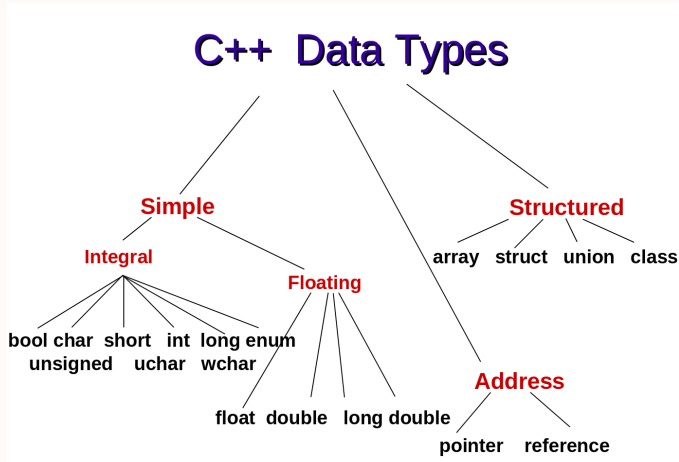 C++ Data Types
Simple
Structured
Integral
array struct union class
Floating
bool char short int long enum
unsigned uchar wchar
Address
float double long double
pointer reference